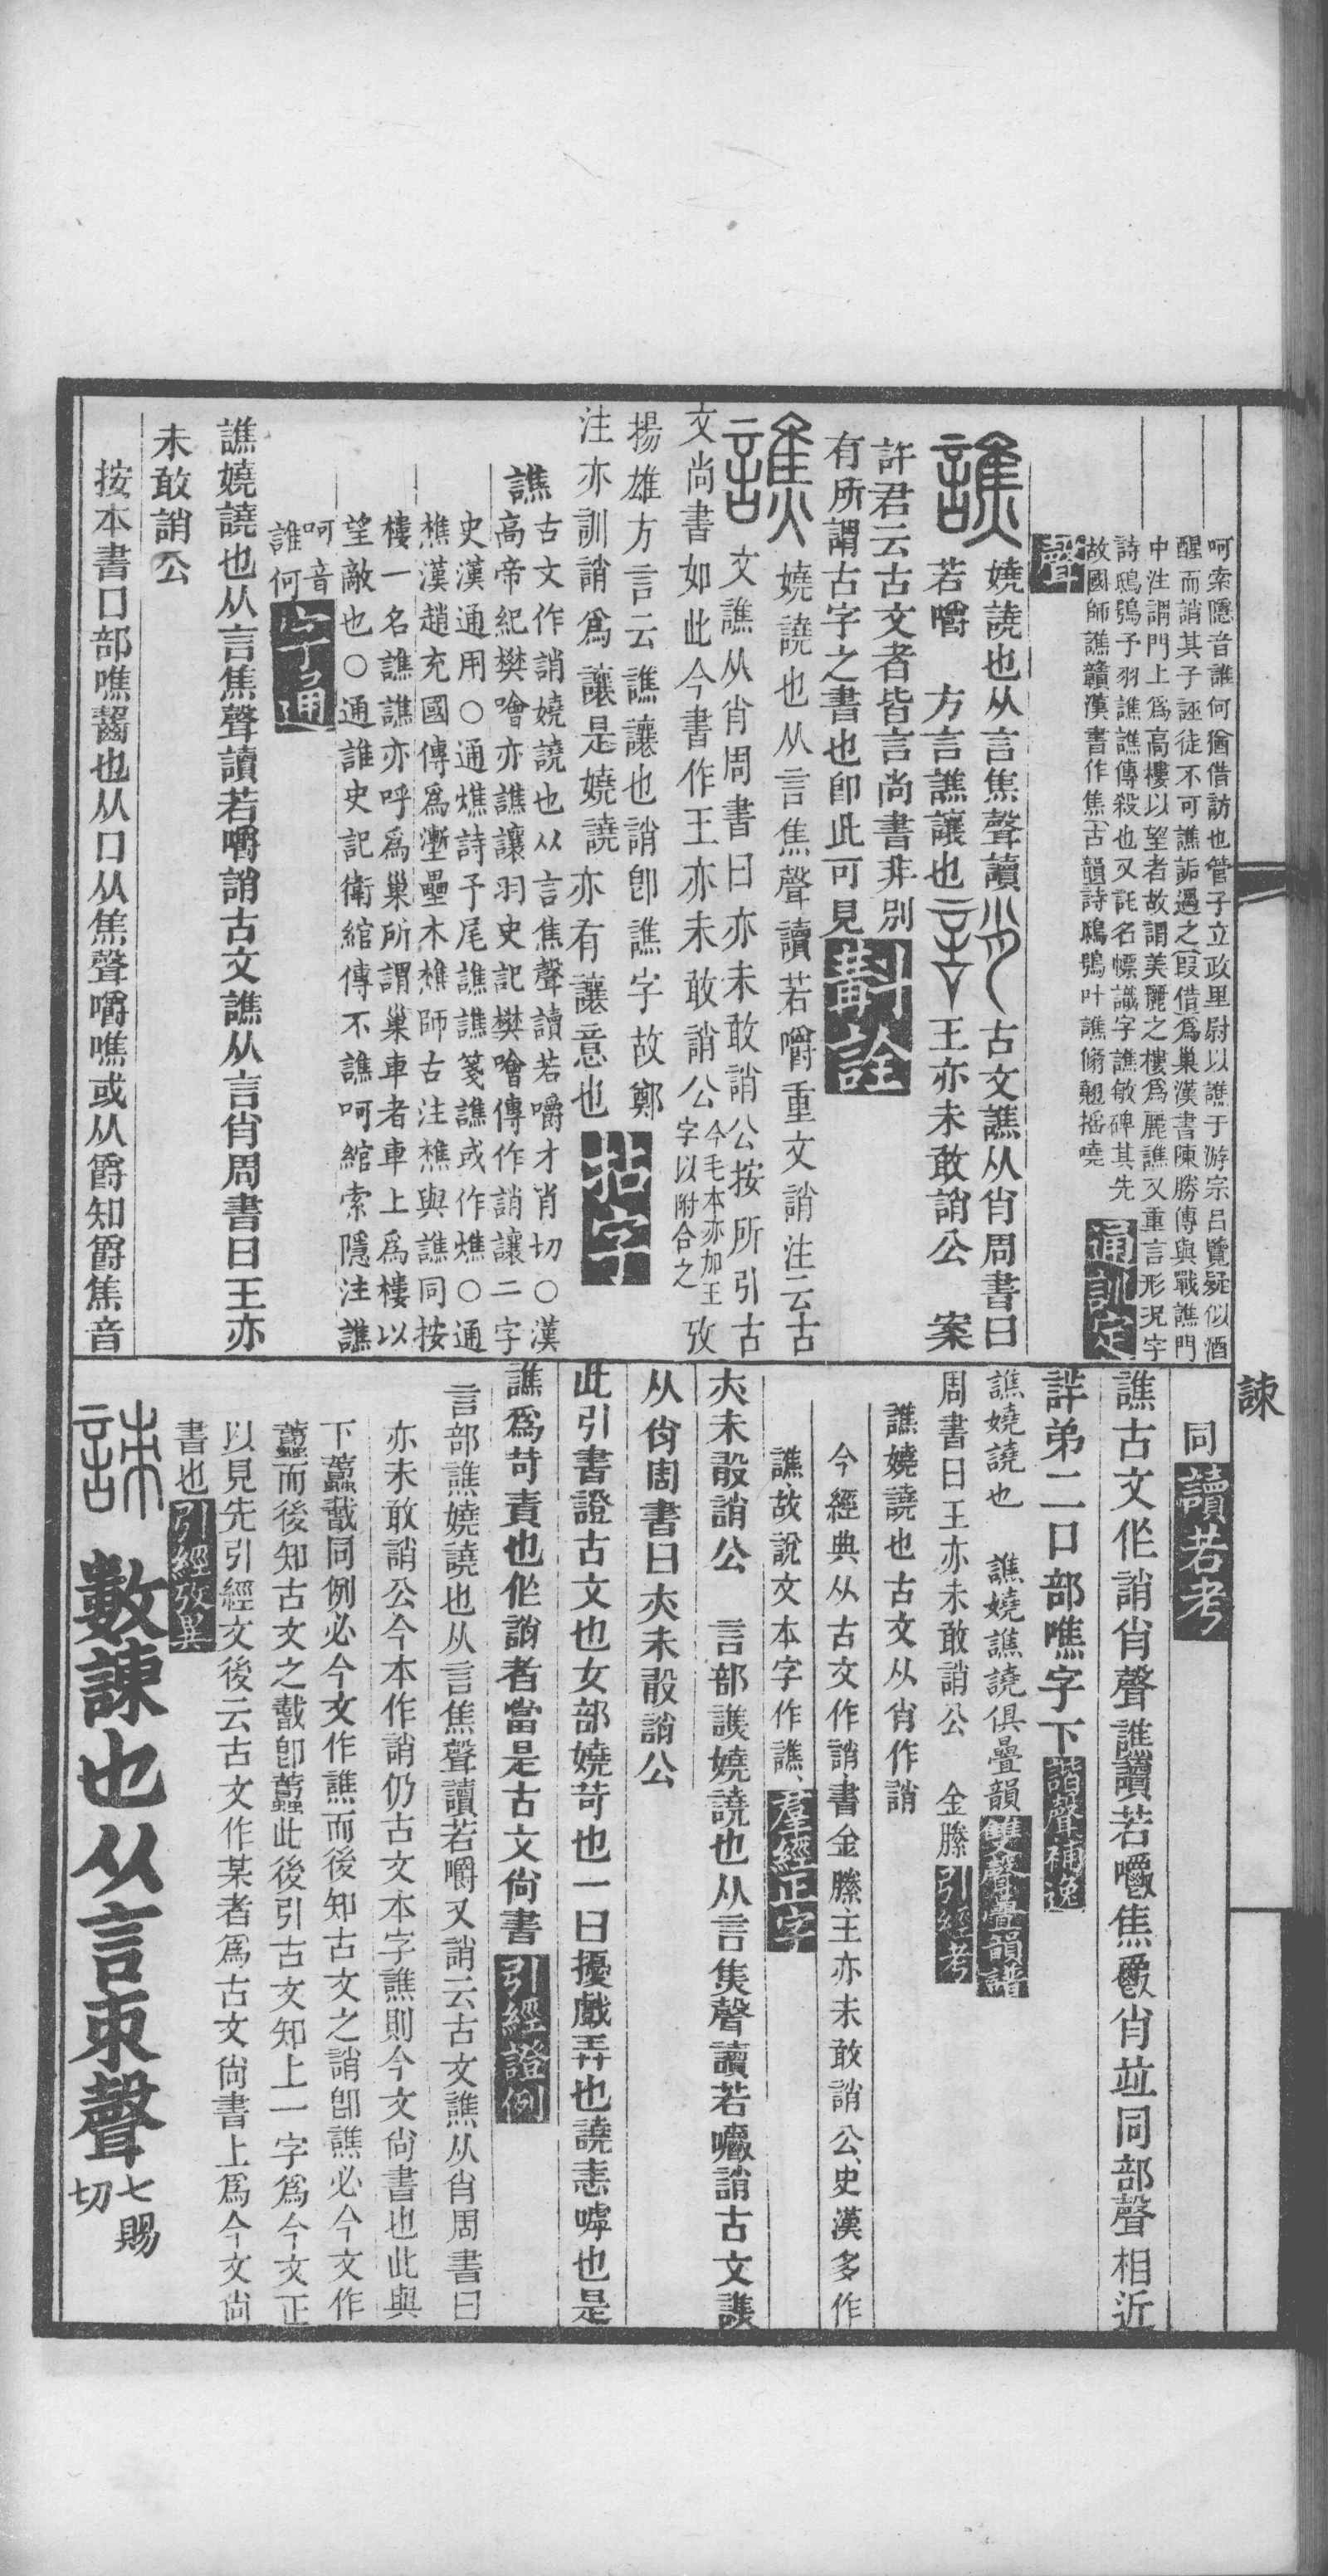 呵索隱音誰何猶借訪也管子立政里尉以譙于游宗呂覽疑似酒
醒而誚其子誣徒不可譙詬遇之叚借爲巢漢書陳勝傳與戰譙門
中注謂門上爲高樓以望者故謂美麗之樓爲麗譙又重言形況字
詩鴟鴞予羽譙譙傳殺也又託名幖識字譙敏碑其先
故國師譙贛漢書作焦古韻詩鴟鴞叶譙翛翹搖嘵 通訓定
聲
譙 嬈譊也从言焦聲讀
若嚼 方言譙讓也
誚 古文譙从肖周書曰
王亦未敢誚公 案
許君云古文者皆言尚書非別
有所謂古字之書也卽此可見 斠詮
譙 嬈譊也从言焦聲讀若嚼重文誚注云古
文譙从肖周書曰亦未敢誚公按所引古
文尚書如此今書作王亦未敢誚公今毛本亦加王字以附合之攷
揚雄方言云譙讓也誚卽譙字故鄭
注亦訓誚爲讓是嬈譊亦有讓意也 拈字
譙 古文作誚嬈譊也从言焦聲讀若嚼才肖切○漢
高帝紀樊噲亦譙讓羽史記樊噲傳作誚讓二字
史漢通用○通燋詩予尾譙譙箋譙或作燋○通
樵漢趙充國傳爲壍壘木樵師古注樵與譙同按
樓一名譙譙亦呼爲巢所謂巢車者車上爲樓以
望敵也○通誰史記衛綰傳不譙呵綰索隱注譙
呵音
誰何 字通
譙嬈譊也从言焦聲讀若嚼誚古文譙从言肖周書曰王亦
未敢誚公
按本書口部噍齧也从口从焦聲嚼噍或从爵知爵焦音
諫
同 讀若考
譙古文作誚肖聲譙讀若嚼焦爵肖竝同部聲相近
詳弟二口部噍字下 諧聲補逸
譙嬈譊也 譙嬈譙譊俱疊韻 雙聲疊韻譜
周書曰王亦未敢誚公 金縢 引經考
譙嬈譊也古文从肖作誚
今經典从古文作誚書金縢王亦未敢誚公史漢多作
譙故說文本字作譙 羣經正字
夾未敢誚公 言部譙嬈譊也从言焦聲讀若嚼誚古文譙
从肖周書曰夾未敢誚公
此引書證古文也女部嬈苛也一曰擾戲弄也譊恚嘑也是
譙爲苛責也作誚者當是古文尙書 引經證例
言部譙嬈譊也从言焦聲讀若嚼又誚云古文譙从肖周書曰
亦未敢誚公今本作誚仍古文本字譙則今文尙書也此與
下蠢𢧵同例必今文作譙而後知古文之誚卽譙必今文作
蠢而後知古文之𢧵卽蠢此後引古文知上一字爲今文正
以見先引經文後云古文作某者爲古文尙書上爲今文尙
書也 引經攷異
諫 數諫也从言朿聲 七賜
切